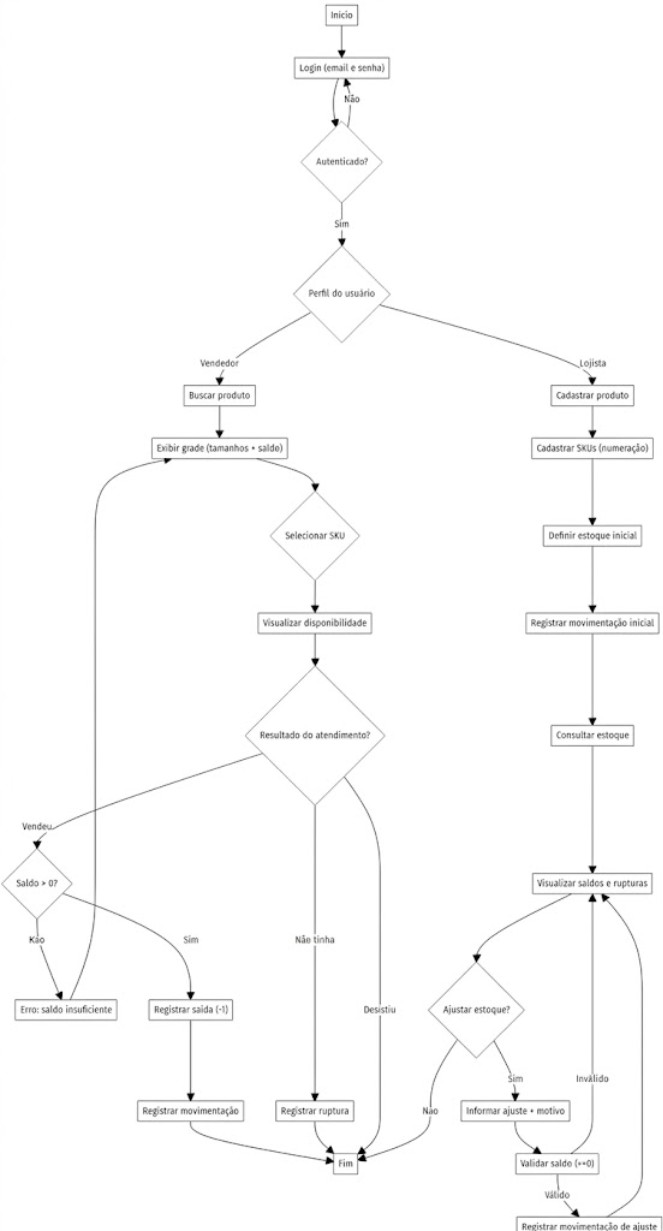 Inicio
Login (email e senha)
Não
Autenticado?
Sim
Perfil do usuário
Vendedor
Lojista
Buscar produto
Cadastrar produto
Exibir grade (tamanhos + saldo)
Cadastrar SKUs (numeração)
Selecionar SKU
Definir estoque inicial
Visualizar disponibilidade
Registrar movimentação inicial
Resultado do atendimento?
Consultar estoque
Vendeu
Saldo > 0?
Visualizar saldos e rupturas
Não
Sim
Não tinha
Erro: saldo insuficiente
Registrar saída (-1)
Desistiu
Ajustar estoque?
Sim
Inválido
Registrar movimentação
Registrar ruptura
Não
Informar ajuste + motivo
Fim
Validar saldo (>=0)
Válido
Registrar movimentação de ajuste